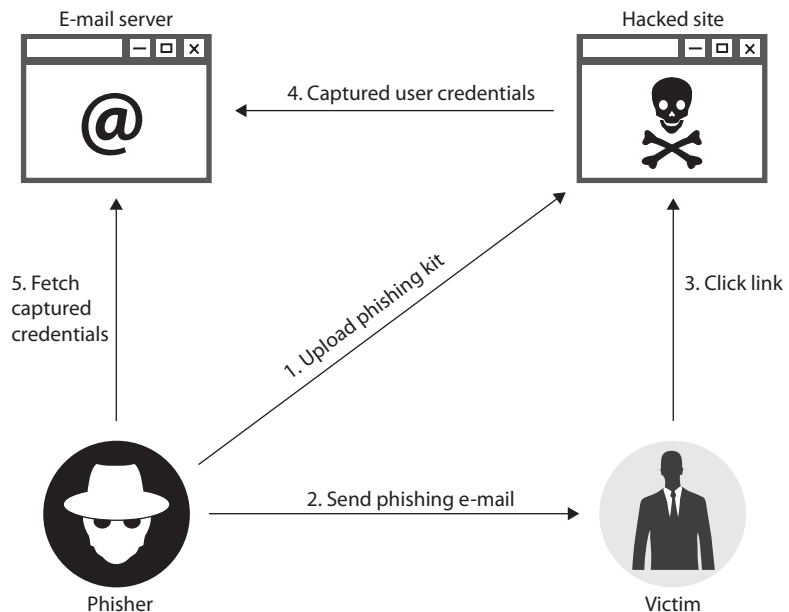 E-mail server
Hacked site
@
4. Captured user credentials
5. Fetch
captured
credentials
1. Upload phishing kit
3. Click link
2. Send phishing e-mail
Phisher
Victim